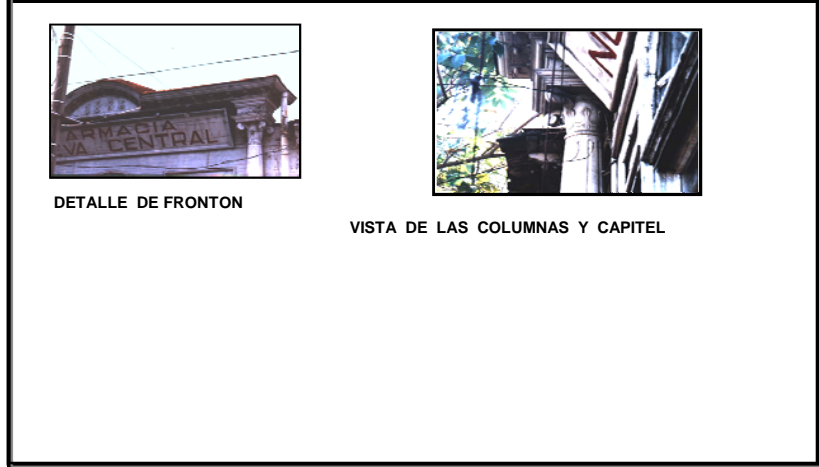 ARMACIA
VA CENTRAL
DETALLE DE FRONTON
VISTA DE LAS COLUMNAS Y CAPITEL